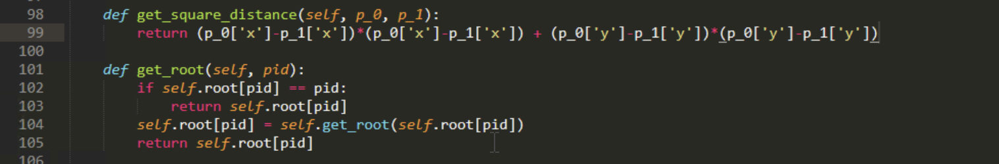 98 def get_square_distance(self, p_0, p_1):
99 return (p_0['x']-p_1['x'])*(p_0['x']-p_1['x']) + (p_0['y']-p_1['y'])*(p_0['y']-p_1['y'])
100
101 def get_root(self, pid):
102 if self.root[pid] == pid:
103 return self.root[pid]
104 self.root[pid] = self.get_root(self.root[pid])
105 return self.root[pid]
106